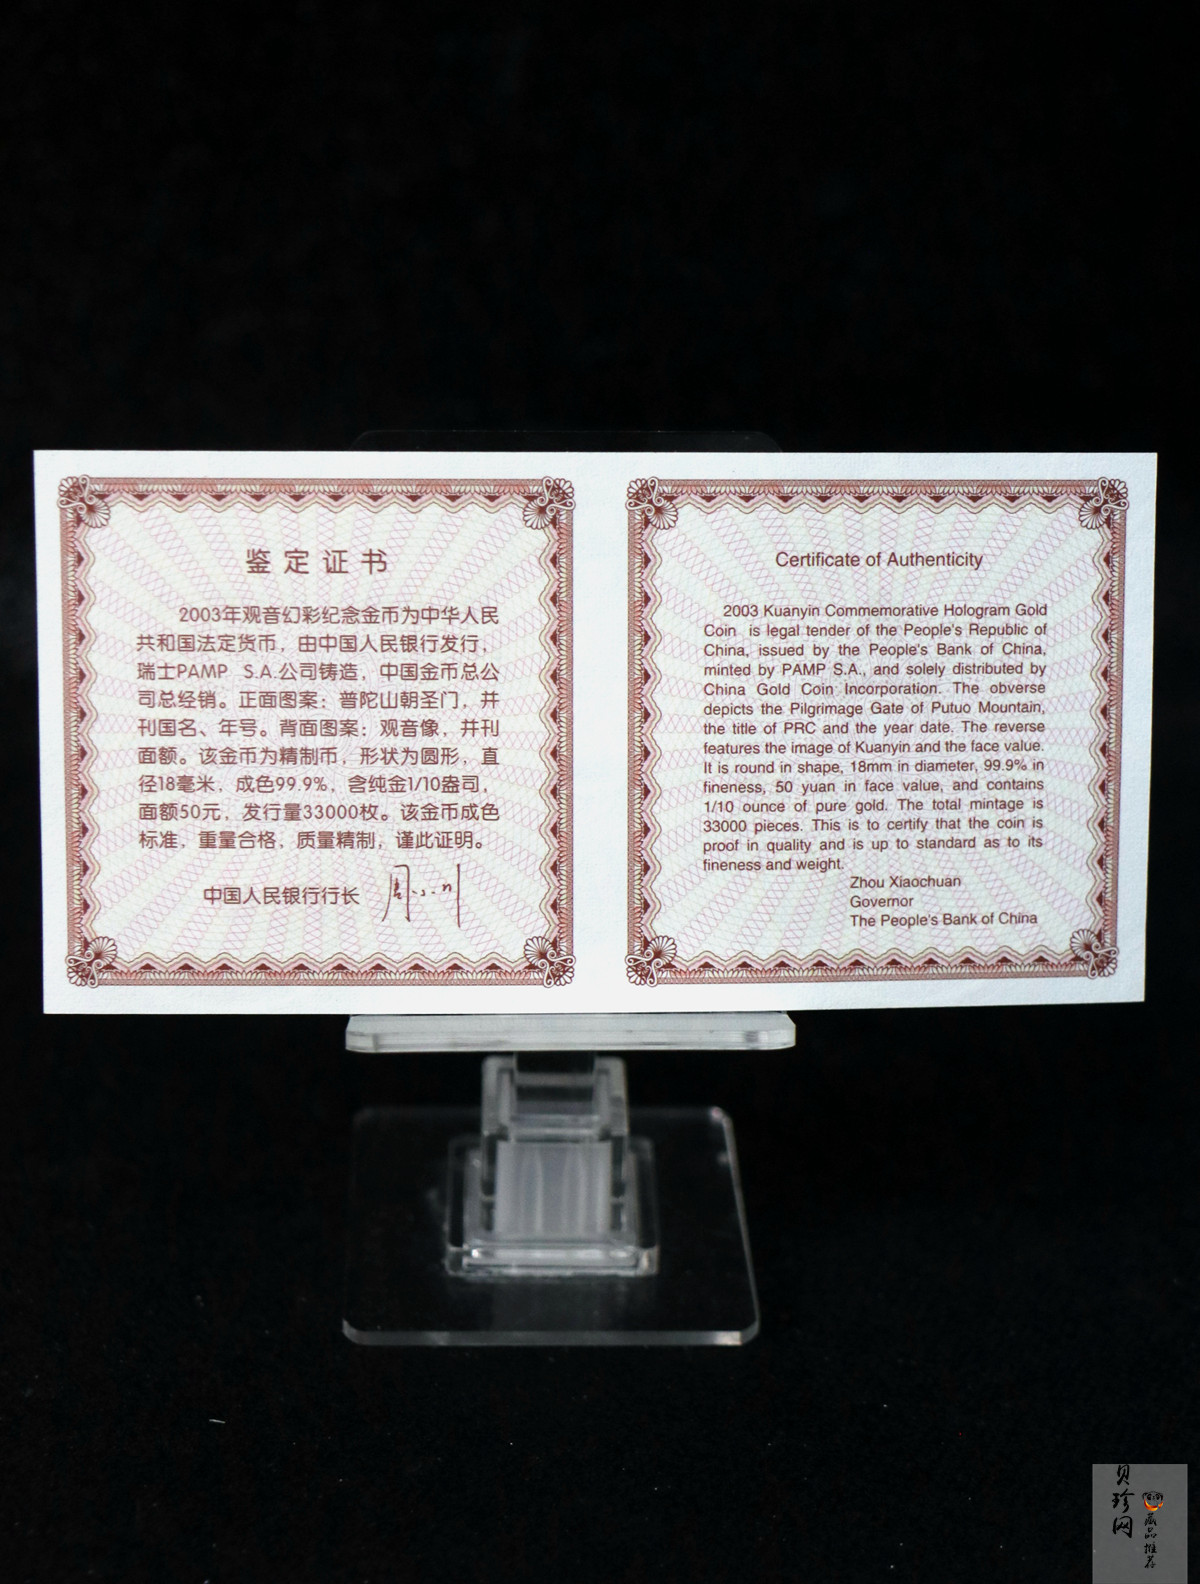 鉴定证书
2003年观音幻彩纪念金币为中华人民
共和国法定货币，由中国人民银行发行，
瑞士PAMP S.A.公司铸造，中国金币总公
司总经销。正面图案：普陀山朝圣门，并
刊国名、年号。背面图案：观音像，并刊
面额。该金币为精制币，形状为圆形，直
径18毫米，成色99.9%，含纯金1/10盎司，
面额50元，发行量33000枚。该金币成色
标准，重量合格，质量精制，谨此证明。
中国人民银行行长 周小川
Certificate of Authenticity
2003 Kuanyin Commemorative Hologram Gold
Coin is legal tender of the People's Republic of
China, issued by the People's Bank of China,
minted by PAMP S.A., and solely distributed by
China Gold Coin Incorporation. The obverse
depicts the Pilgrimage Gate of Putuo Mountain,
the title of PRC and the year date. The reverse
features the image of Kuanyin and the face value.
It is round in shape, 18mm in diameter, 99.9% in
fineness, 50 yuan in face value, and contains
1/10 ounce of pure gold. The total mintage is
33000 pieces. This is to certify that the coin is
proof in quality and is up to standard as to its
fineness and weight.
Zhou Xiaochuan
Governor
The People's Bank of China
贝珍网
藏品推荐